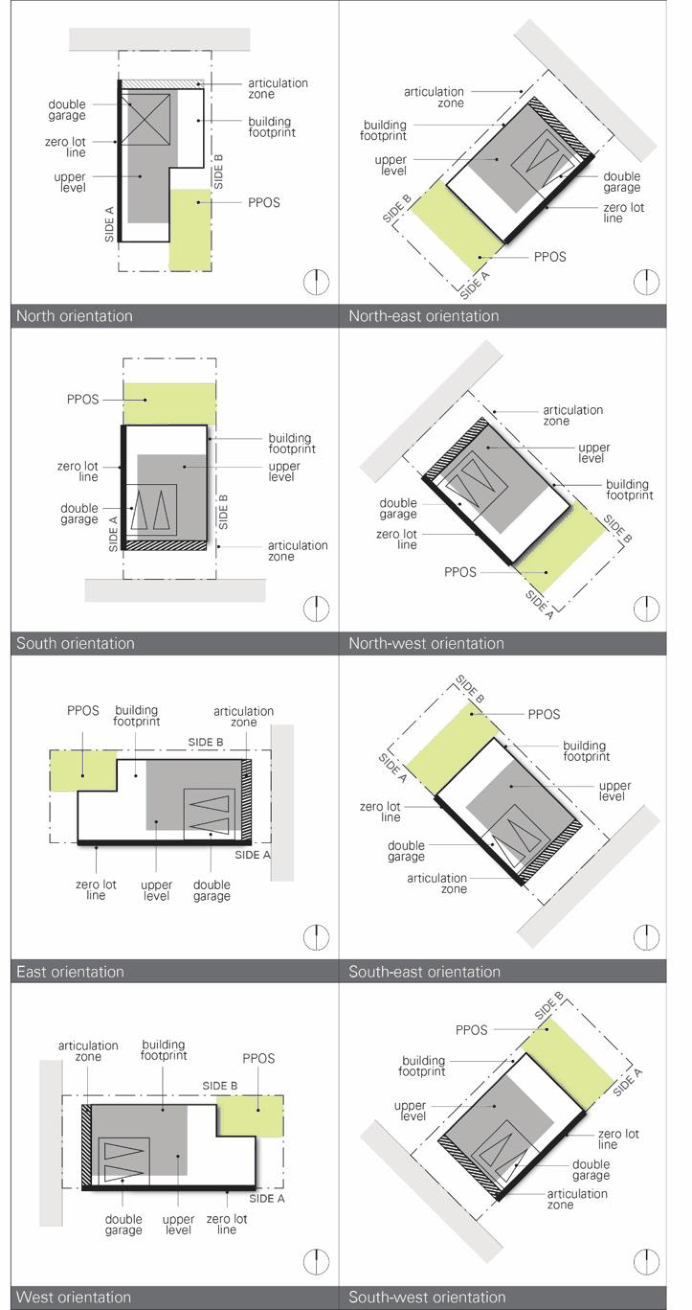 articulation
zone
double
garage
building
footprint
zero lot
line
upper
level
SIDE B
PPOS
SIDE A
North orientation
articulation
zone
building
footprint
upper
level
double
garage
SIDE B
zero lot
line
PPOS
SIDE A
North-east orientation
PPOS
building
footprint
zero lot
line
upper
level
double
garage
SIDE A
SIDE B
articulation
zone
South orientation
articulation
zone
upper
level
building
footprint
double
garage
zero lot
line
SIDE B
PPOS
SIDE A
North-west orientation
PPOS
building
footprint
articulation
zone
SIDE B
SIDE A
zero lot
line
upper
level
double
garage
East orientation
SIDE B
PPOS
building
footprint
SIDE A
upper
level
zero lot
line
double
garage
articulation
zone
South-east orientation
articulation
zone
building
footprint
PPOS
SIDE B
SIDE A
double
garage
upper
level
zero lot
line
West orientation
SIDE B
PPOS
building
footprint
SIDE A
upper
level
zero lot
line
double
garage
articulation
zone
South-west orientation